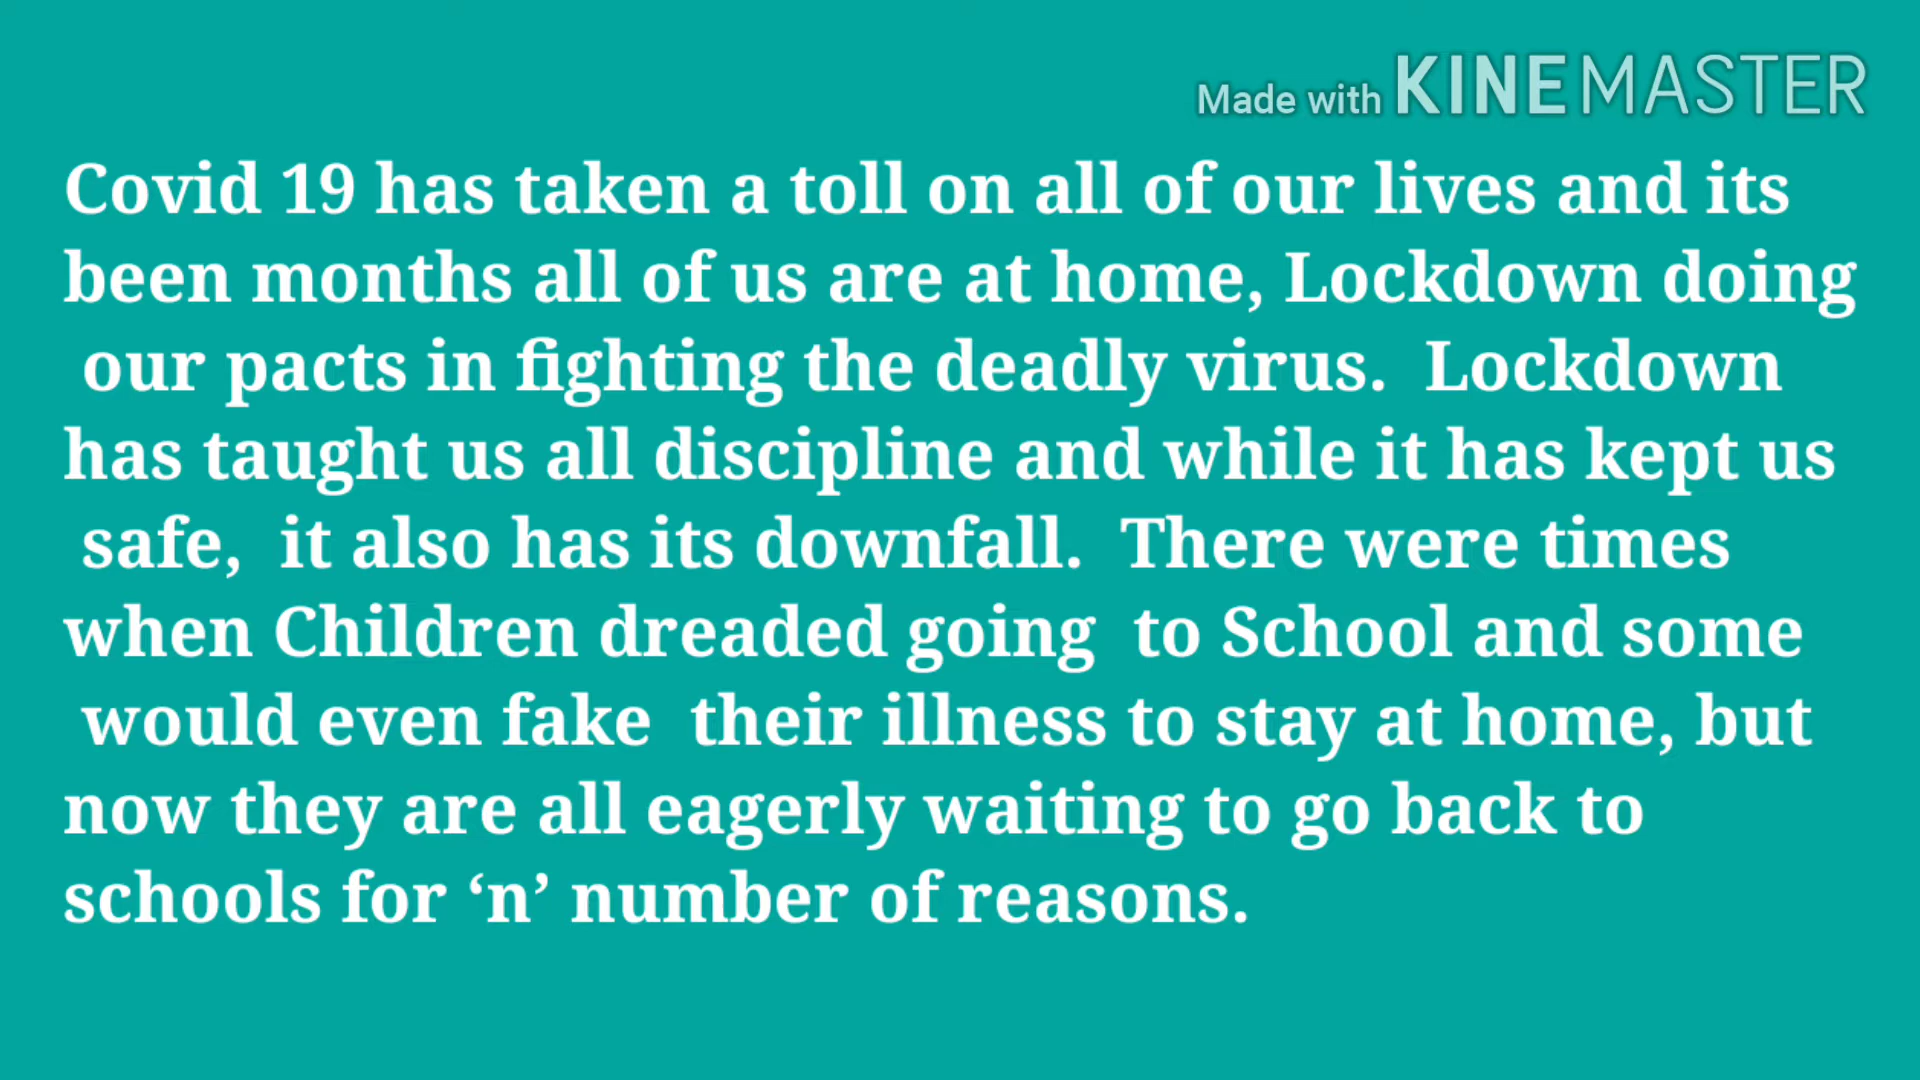 Made with KINEMASTER
Covid 19 has taken a toll on all of our lives and its
been months all of us are at home, Lockdown doing
our pacts in fighting the deadly virus. Lockdown
has taught us all discipline and while it has kept us
safe, it also has its downfall. There were times
when Children dreaded going to School and some
would even fake their illness to stay at home, but
now they are all eagerly waiting to go back to
schools for ‘n’ number of reasons.